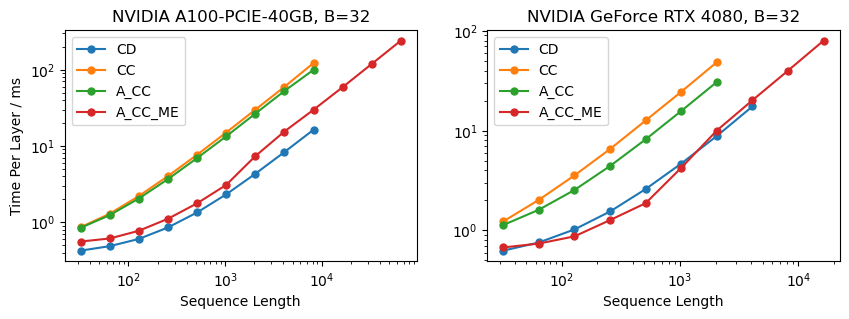 NVIDIA A100-PCIE-40GB, B=32
Time Per Layer / ms
10² 
10¹
10⁰
CD
CC
A_CC
A_CC_ME
10² 10³ 10⁴
Sequence Length
NVIDIA GeForce RTX 4080, B=32
10²
10¹
10⁰
CD
CC
A_CC
A_CC_ME
10² 10³ 10⁴
Sequence Length